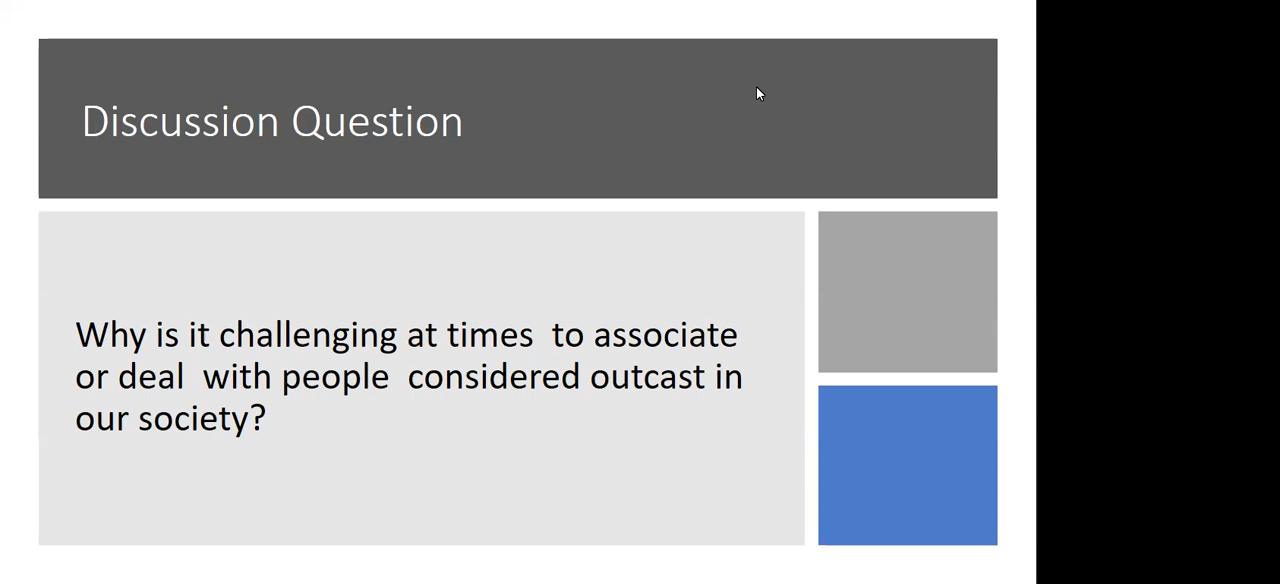 Discussion Question
Why is it challenging at times  to associate
or deal  with people  considered outcast in
our society?